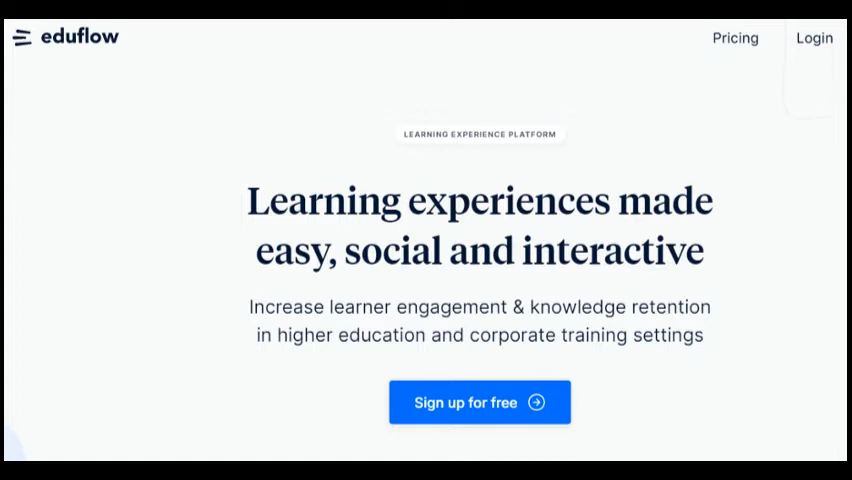 eduflow
Pricing
Login
LEARNING EXPERIENCE PLATFORM
Learning experiences made
easy, social and interactive
Increase learner engagement & knowledge retention
in higher education and corporate training settings
Sign up for free